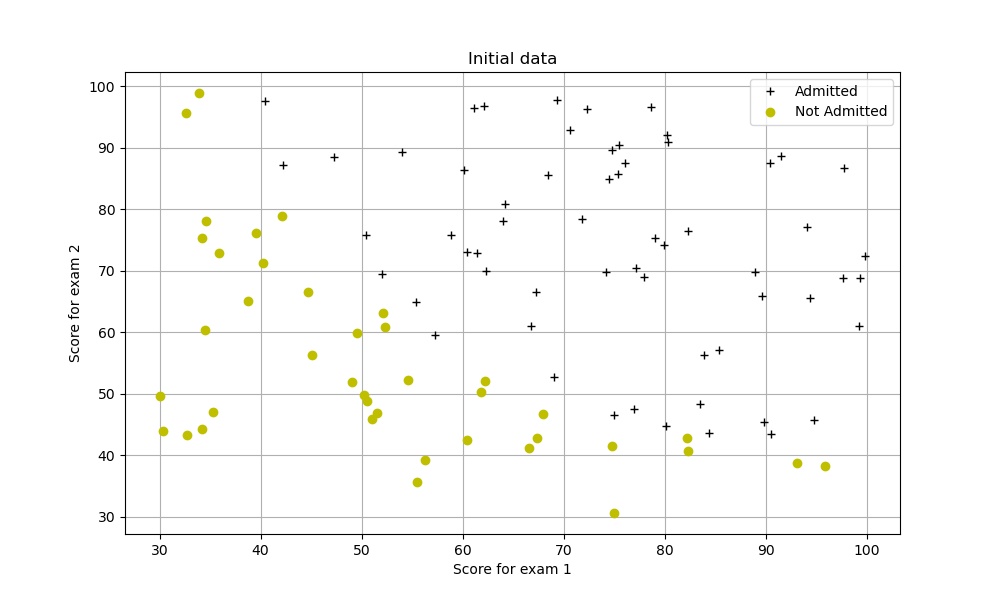 Initial data
Admitted
Not Admitted
100
90
80
70
60
50
40
30
Score for exam 2
30 40 50 60 70 80 90 100
Score for exam 1